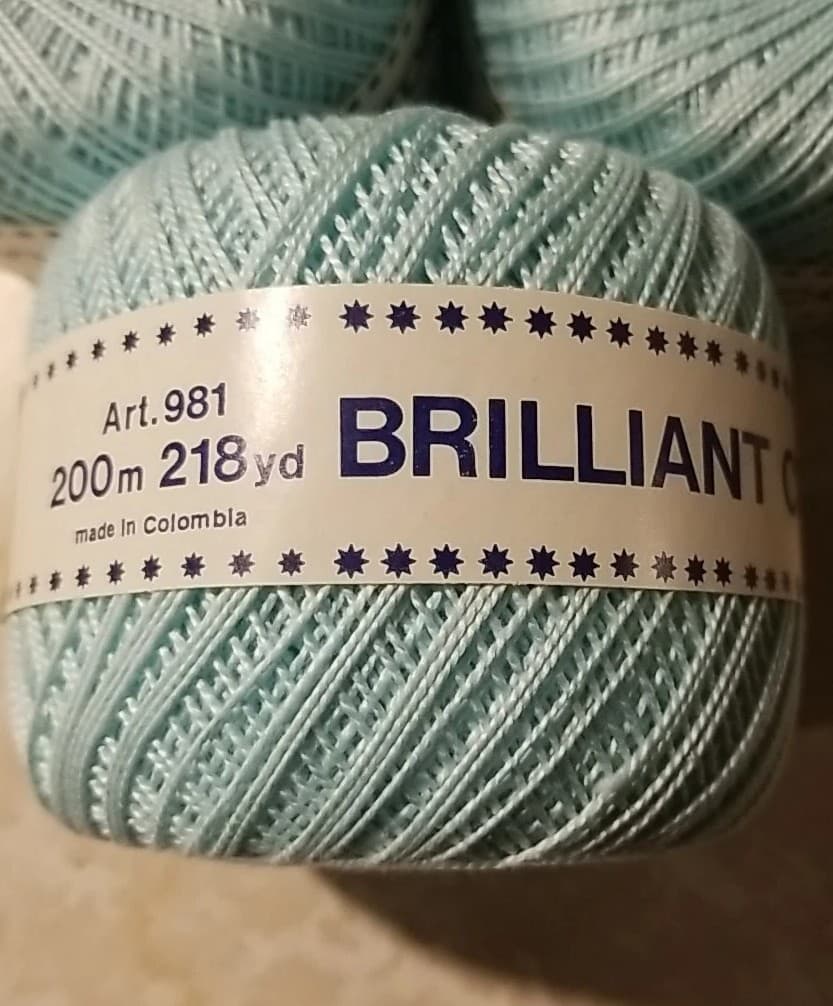 Art.981
200m 218yd
made In Colombia
BRILLIANT